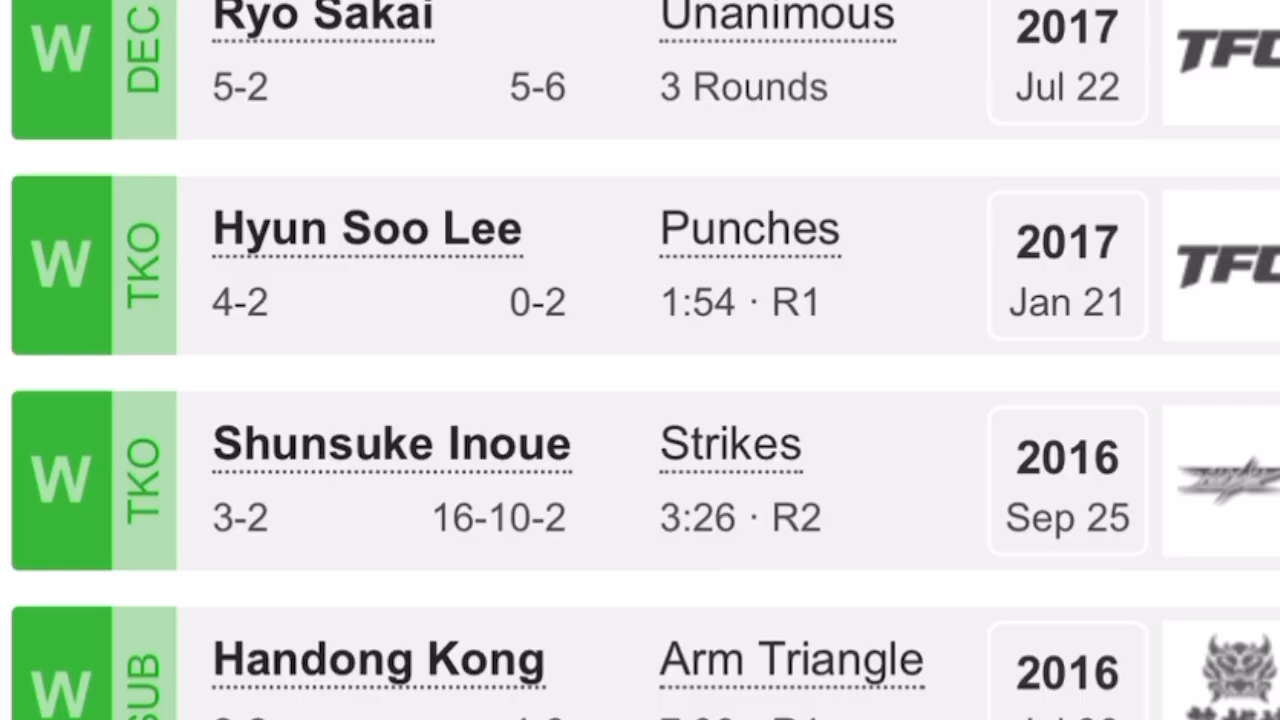 W DEC Ryo Sakai Unanimous 2017 TFC
5-2 5-6 3 Rounds Jul 22
W TKO Hyun Soo Lee Punches 2017 TFC
4-2 0-2 1:54 · R1 Jan 21
W TKO Shunsuke Inoue Strikes 2016
3-2 16-10-2 3:26 · R2 Sep 25
W SUB Handong Kong Arm Triangle 2016